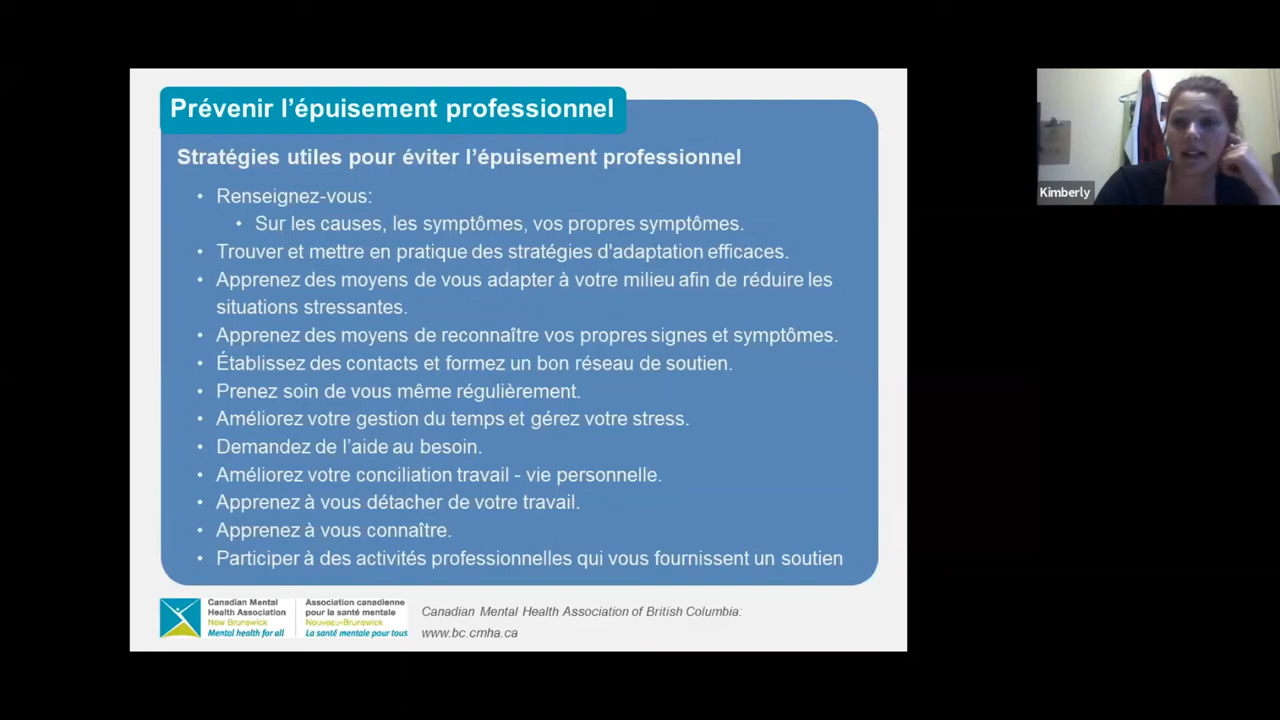 Prévenir l'épuisement professionnel
Stratégies utiles pour éviter l'épuisement professionnel
• Renseignez-vous:
• Sur les causes, les symptômes, vos propres symptômes.
• Trouver et mettre en pratique des stratégies d'adaptation efficaces.
• Apprenez des moyens de vous adapter à votre milieu afin de réduire les
situations stressantes.
• Apprenez des moyens de reconnaître vos propres signes et symptômes.
• Établissez des contacts et formez un bon réseau de soutien.
• Prenez soin de vous même régulièrement.
• Améliorez votre gestion du temps et gérez votre stress.
• Demandez de l'aide au besoin.
• Améliorez votre conciliation travail - vie personnelle.
• Apprenez à vous détacher de votre travail.
• Apprenez à vous connaître.
• Participer à des activités professionnelles qui vous fournissent un soutien
Canadian Mental
Health Association
New Brunswick
Mental health for all
Association canadienne
pour la santé mentale
Nouveau-Brunswick
La santé mentale pour tous
Canadian Mental Health Association of British Columbia:
www.bc.cmha.ca
Kimberly